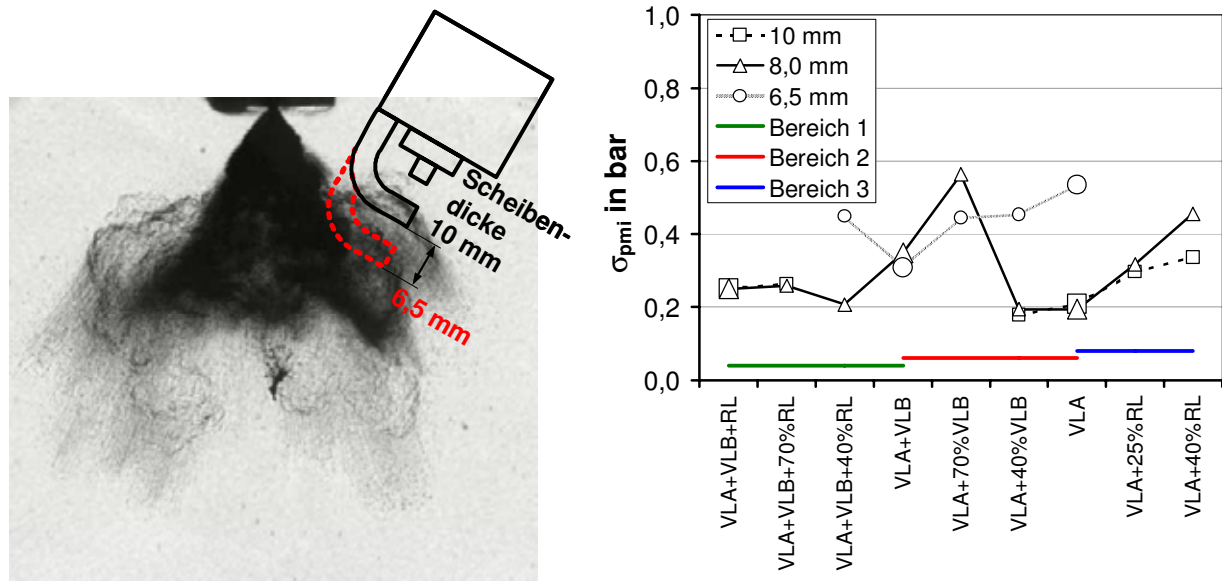 Scheiben-
dicke
10 mm
6,5 mm
σpmi in bar
1,0
0,8
0,6
0,4
0,2
0,0
10 mm
8,0 mm
6,5 mm
Bereich 1
Bereich 2
Bereich 3
VLA+VLB+RL
VLA+VLB+70%RL
VLA+VLB+40%RL
VLA+VLB
VLA+70%VLB
VLA+40%VLB
VLA
VLA+25%RL
VLA+40%RL